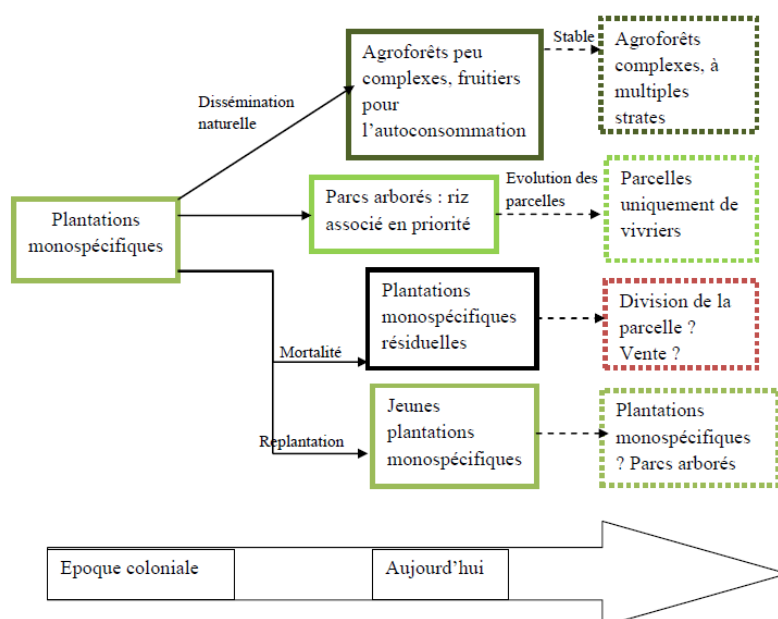 Stable
Agroforêts peu
complexes, fruitiers
pour
l'autoconsommation
Agroforêts
complexes, à
multiples
strates
Dissémination
naturelle
Plantations
monospécifiques
Parcs arborés : riz
associé en priorité
Evolution des
parcelles
Parcelles
uniquement de
vivriers
Mortalité
Plantations
monospécifiques
résiduelles
Division de la
parcelle ?
Vente ?
Replantation
Jeunes
plantations
monospécifiques
Plantations
monospécifiques
? Parcs arborés
Epoque coloniale
Aujourd'hui